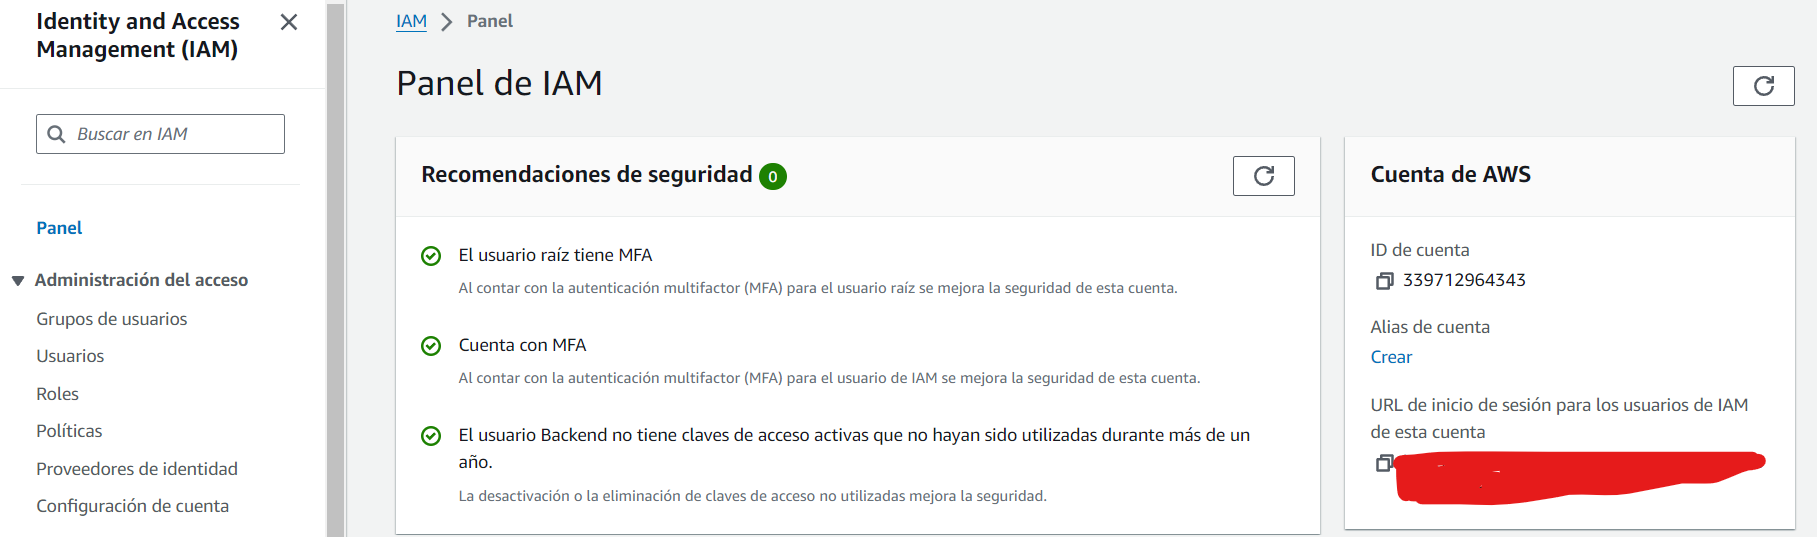 Identity and Access
Management (IAM)
Buscar en IAM
Panel
Administración del acceso
Grupos de usuarios
Usuarios
Roles
Políticas
Proveedores de identidad
Configuración de cuenta
IAM
Panel
Panel de IAM
Recomendaciones de seguridad 0
El usuario raíz tiene MFA
Al contar con la autenticación multifactor (MFA) para el usuario raíz se mejora la seguridad de esta cuenta.
Cuenta con MFA
Al contar con la autenticación multifactor (MFA) para el usuario de IAM se mejora la seguridad de esta cuenta.
El usuario Backend no tiene claves de acceso activas que no hayan sido utilizadas durante más de un
año.
La desactivación o la eliminación de claves de acceso no utilizadas mejora la seguridad.
Cuenta de AWS
ID de cuenta
339712964343
Alias de cuenta
Crear
URL de inicio de sesión para los usuarios de IAM
de esta cuenta